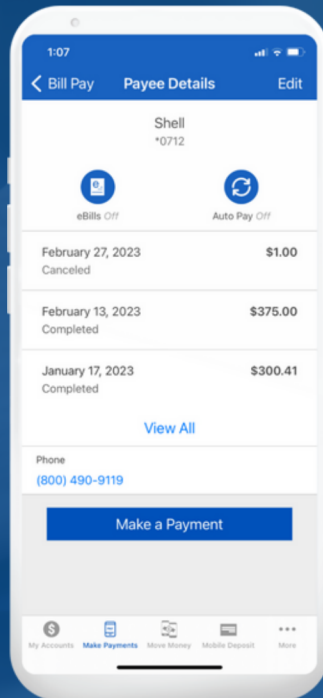 1:07
Bill Pay Payee Details Edit
Shell
*0712
eBills Off Auto Pay Off
February 27, 2023 $1.00
Canceled
February 13, 2023 $375.00
Completed
January 17, 2023 $300.41
Completed
View All
Phone
(800) 490-9119
Make a Payment
My Accounts Make Payments Move Money Mobile Deposit More